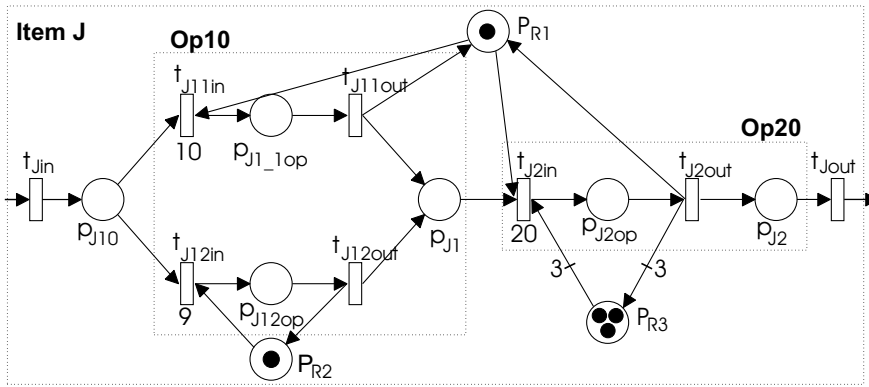 Item J
Op10
P_R1
t_J11in
t_J11out
10
p_J1_1op
Op20
t_Jin
t_J2in
t_J2out
t_Jout
p_J10
p_J1
20
p_J2op
p_J2
t_J12in
t_J12out
9
p_J12op
3
3
P_R2
P_R3